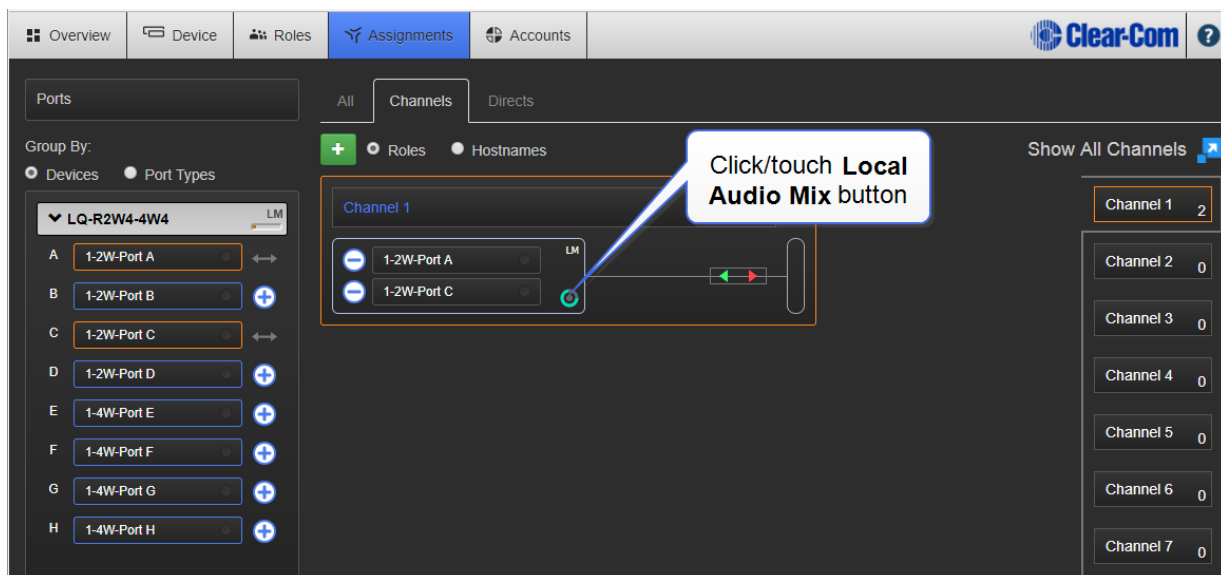 Overview Device Roles Assignments Accounts Clear-Com ?
Ports
All Channels Directs
Group By:
Roles Hostnames
Show All Channels
Devices Port Types
Click/touch Local
Audio Mix button
LQ-R2W4-4W4 LM
Channel 1
Channel 1 2
A 1-2W-Port A
1-2W-Port A LM
Channel 2 0
B 1-2W-Port B
1-2W-Port C
Channel 3 0
C 1-2W-Port C
D 1-2W-Port D
Channel 4 0
E 1-4W-Port E
Channel 5 0
F 1-4W-Port F
G 1-4W-Port G
Channel 6 0
H 1-4W-Port H
Channel 7 0